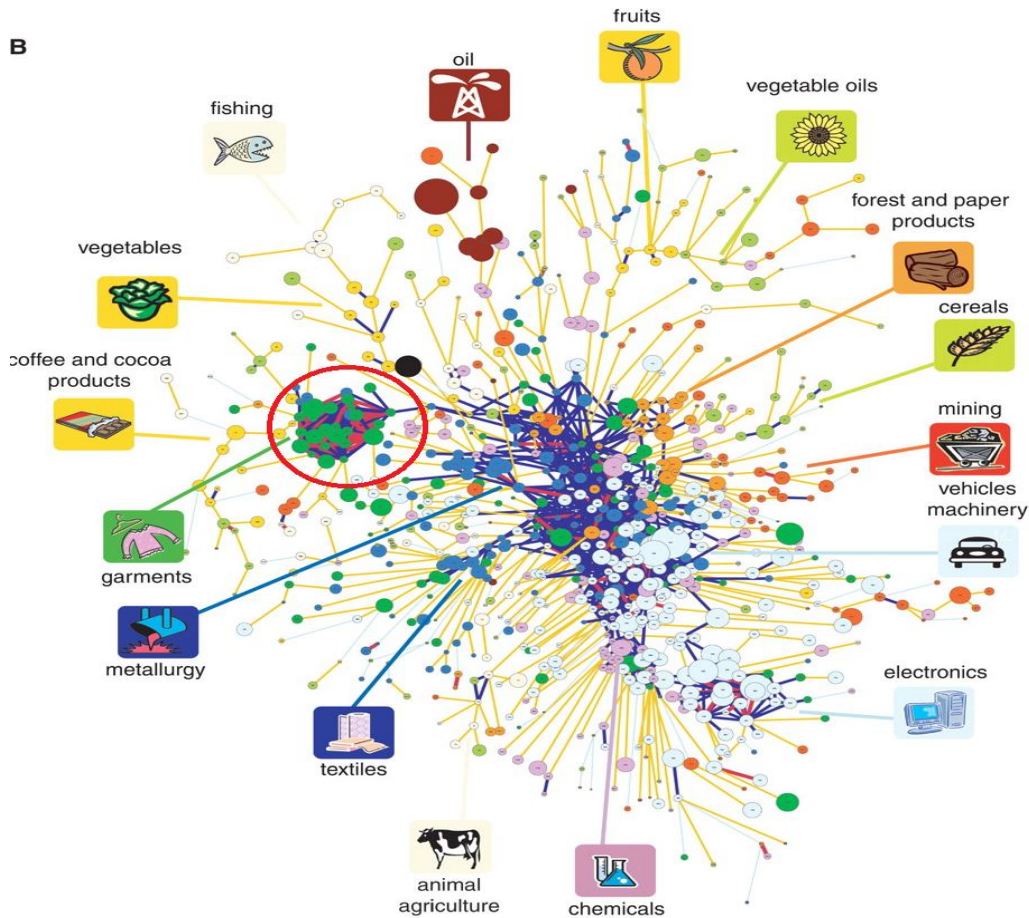 B
fruits
oil
vegetable oils
fishing
forest and paper
products
vegetables
cereals
coffee and cocoa
products
mining
vehicles
machinery
garments
metallurgy
electronics
textiles
animal
agriculture
chemicals